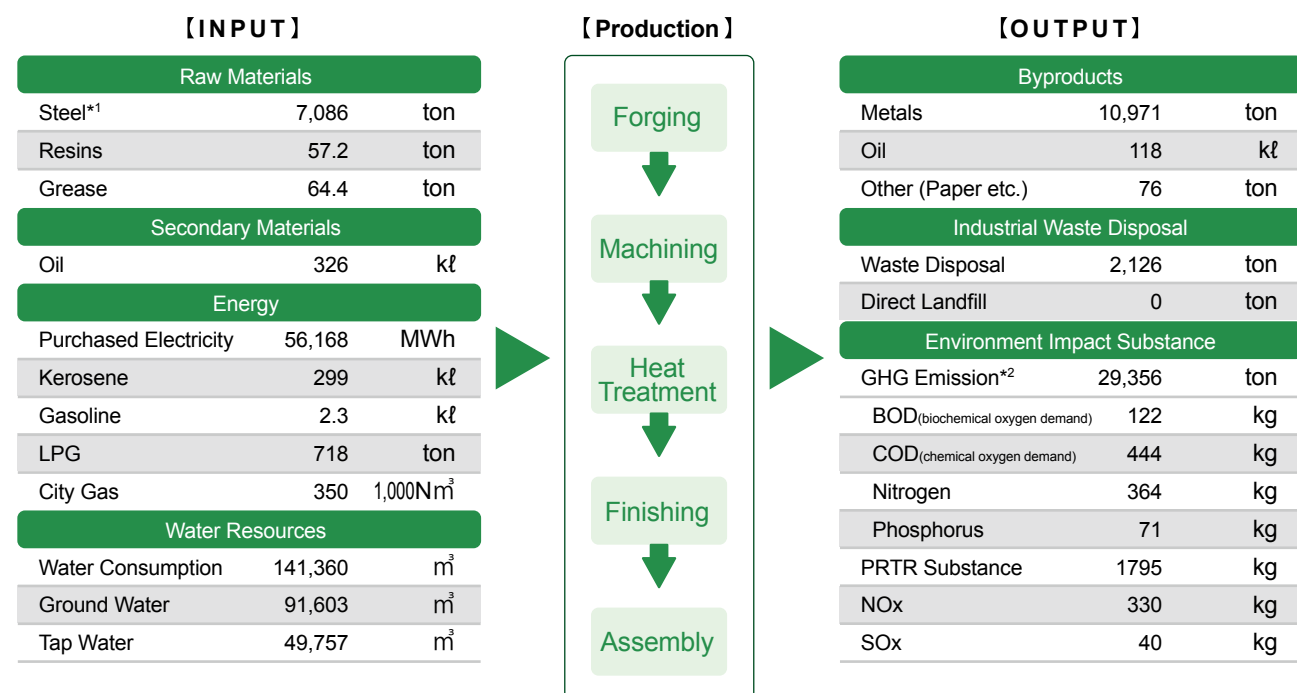 【INPUT】
Raw Materials
Steel*1 7,086 ton
Resins 57.2 ton
Grease 64.4 ton
Secondary Materials
Oil 326 kℓ
Energy
Purchased Electricity 56,168 MWh
Kerosene 299 kℓ
Gasoline 2.3 kℓ
LPG 718 ton
City Gas 350 1,000Nm³
Water Resources
Water Consumption 141,360 m³
Ground Water 91,603 m³
Tap Water 49,757 m³
【Production】
Forging
Machining
Heat
Treatment
Finishing
Assembly
【OUTPUT】
Byproducts
Metals 10,971 ton
Oil 118 kℓ
Other (Paper etc.) 76 ton
Industrial Waste Disposal
Waste Disposal 2,126 ton
Direct Landfill 0 ton
Environment Impact Substance
GHG Emission*2 29,356 ton
BOD(biochemical oxygen demand) 122 kg
COD(chemical oxygen demand) 444 kg
Nitrogen 364 kg
Phosphorus 71 kg
PRTR Substance 1795 kg
NOx 330 kg
SOx 40 kg